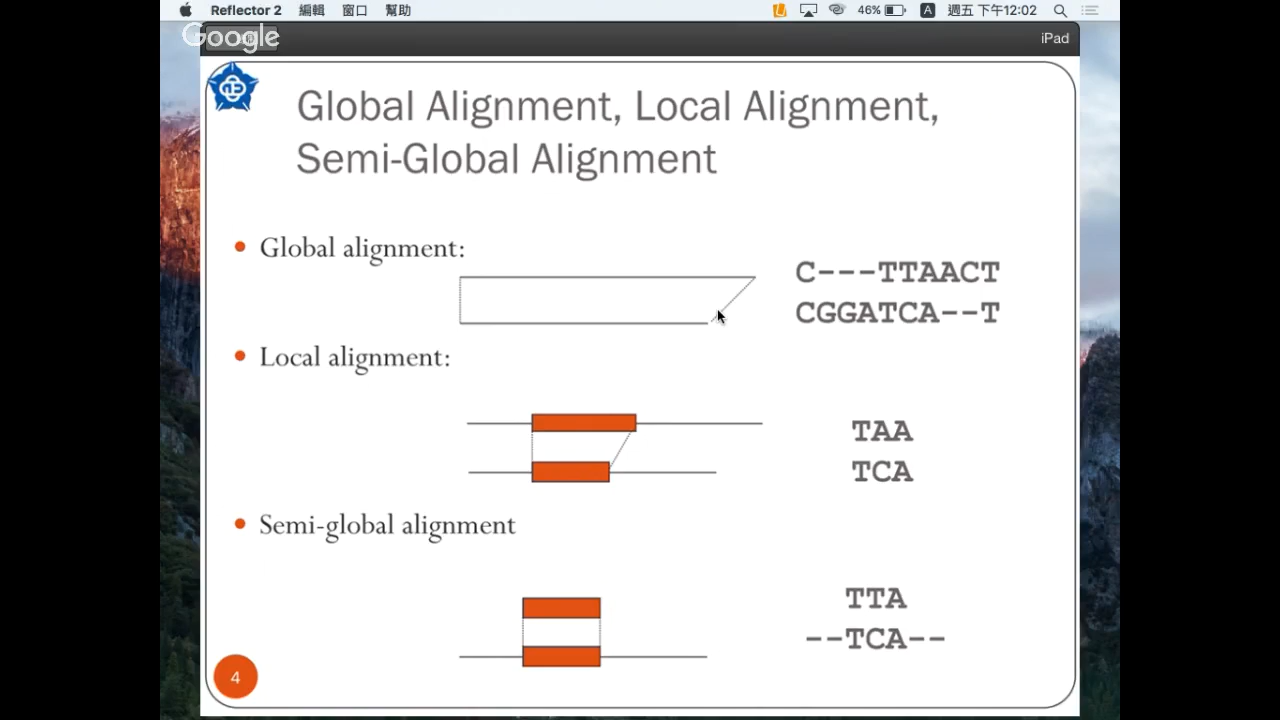 Reflector 2 編輯 視窗 幫助 46% A 週五 下午12:02
Google
iPad
Global Alignment, Local Alignment,
Semi-Global Alignment
Global alignment:
C---TTAACT
CGGATCA--T
Local alignment:
TAA
TCA
Semi-global alignment
TTA
--TCA--
4